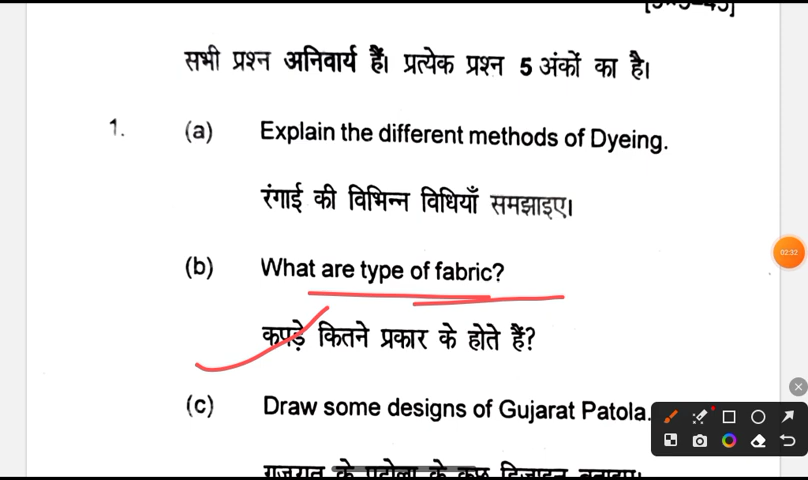 सभी प्रश्न अनिवार्य हैं। प्रत्येक प्रश्न 5 अंकों का है।
1. (a) Explain the different methods of Dyeing.
रंगाई की विभिन्न विधियाँ समझाइए।
(b) What are type of fabric?
कपड़े कितने प्रकार के होते हैं?
(c) Draw some designs of Gujarat Patola.
02:32